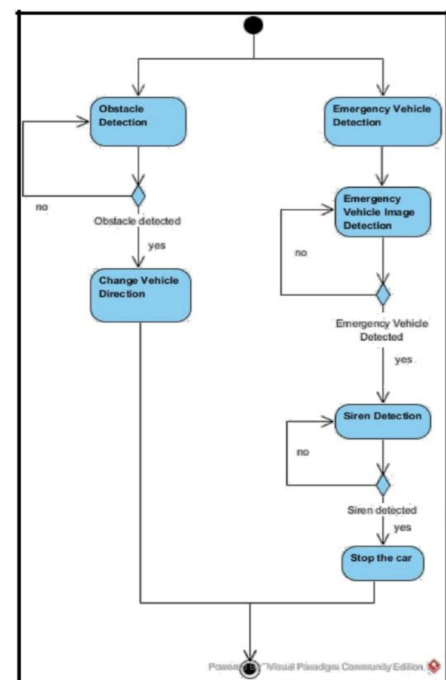 Obstacle
Detection
no
Obstacle detected
yes
Change Vehicle
Direction
Emergency Vehicle
Detection
Emergency
Vehicle Image
Detection
no
Emergency Vehicle
Detected
yes
Siren Detection
no
Siren detected
yes
Stop the car
Visual Paradigm Community Edition